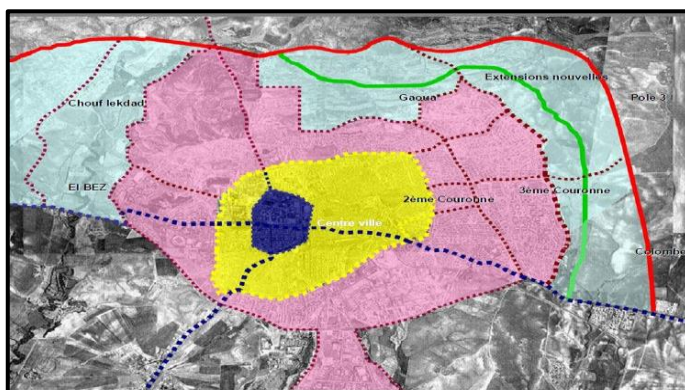 Extensions nouvelles
Chouf lekdad
Gaoua
Pole 3
El BEZ
2ème Couronne
3ème Couronne
Centre ville
Colombe